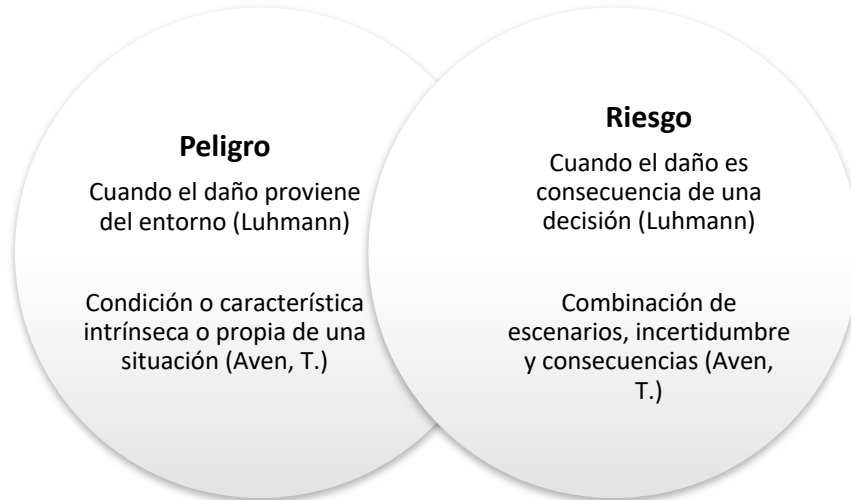 Peligro
Cuando el daño proviene
del entorno (Luhmann)
Condición o característica
intrínseca o propia de una
situación (Aven, T.)
Riesgo
Cuando el daño es
consecuencia de una
decisión (Luhmann)
Combinación de
escenarios, incertidumbre
y consecuencias (Aven,
T.)